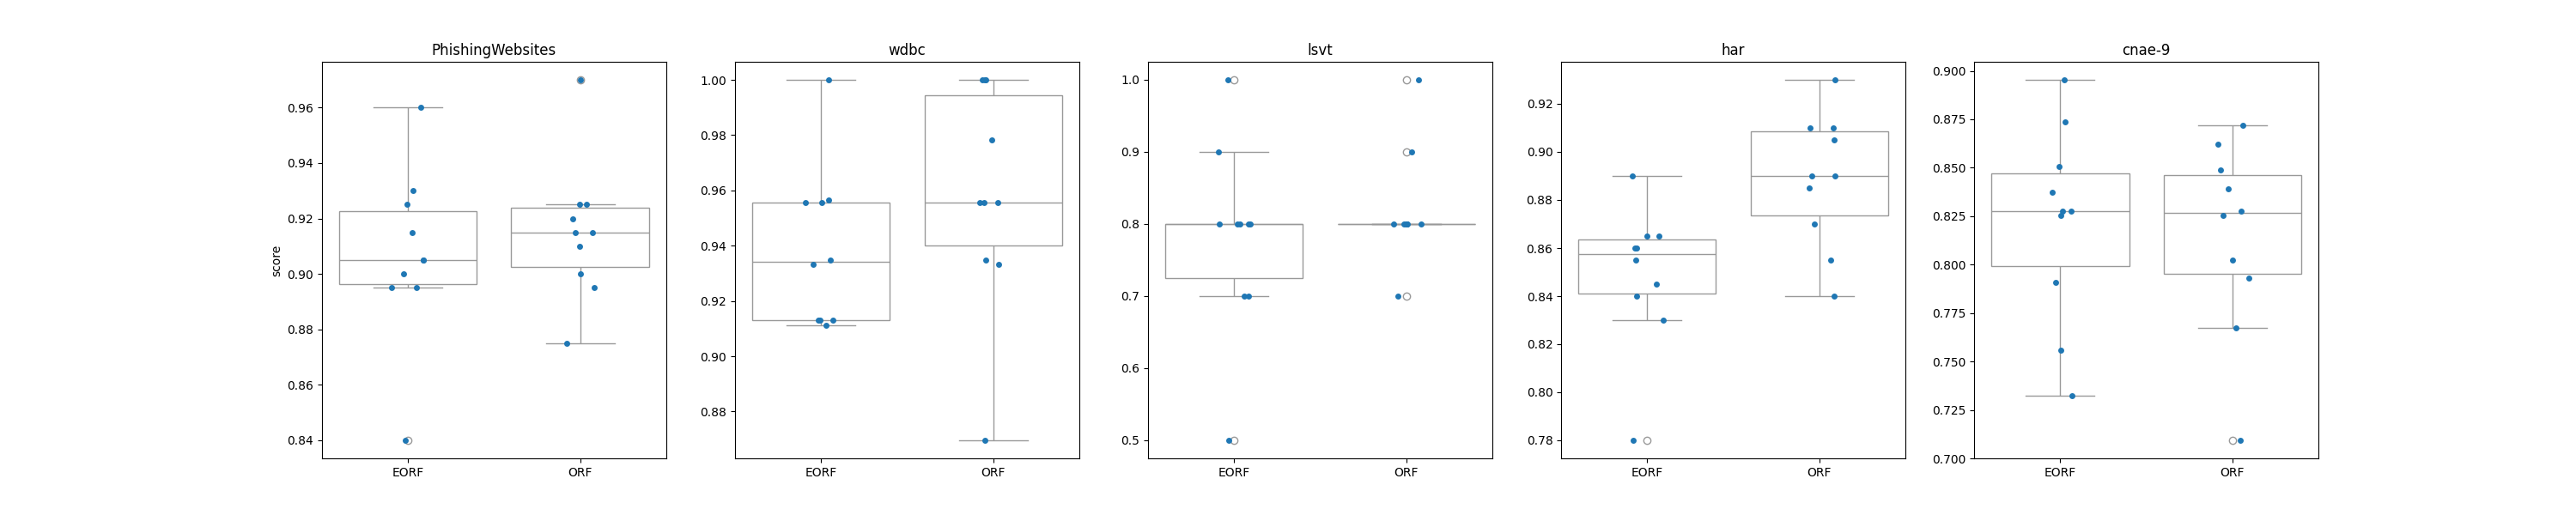 PhishingWebsites
wdbc
lsvt
har
cnae-9
score
0.96
0.94
0.92
0.90
0.88
0.86
0.84
EORF
ORF
1.00
0.98
0.96
0.94
0.92
0.90
0.88
EORF
ORF
1.0
0.9
0.8
0.7
0.6
0.5
EORF
ORF
0.92
0.90
0.88
0.86
0.84
0.82
0.80
0.78
EORF
ORF
0.900
0.875
0.850
0.825
0.800
0.775
0.750
0.725
0.700
EORF
ORF